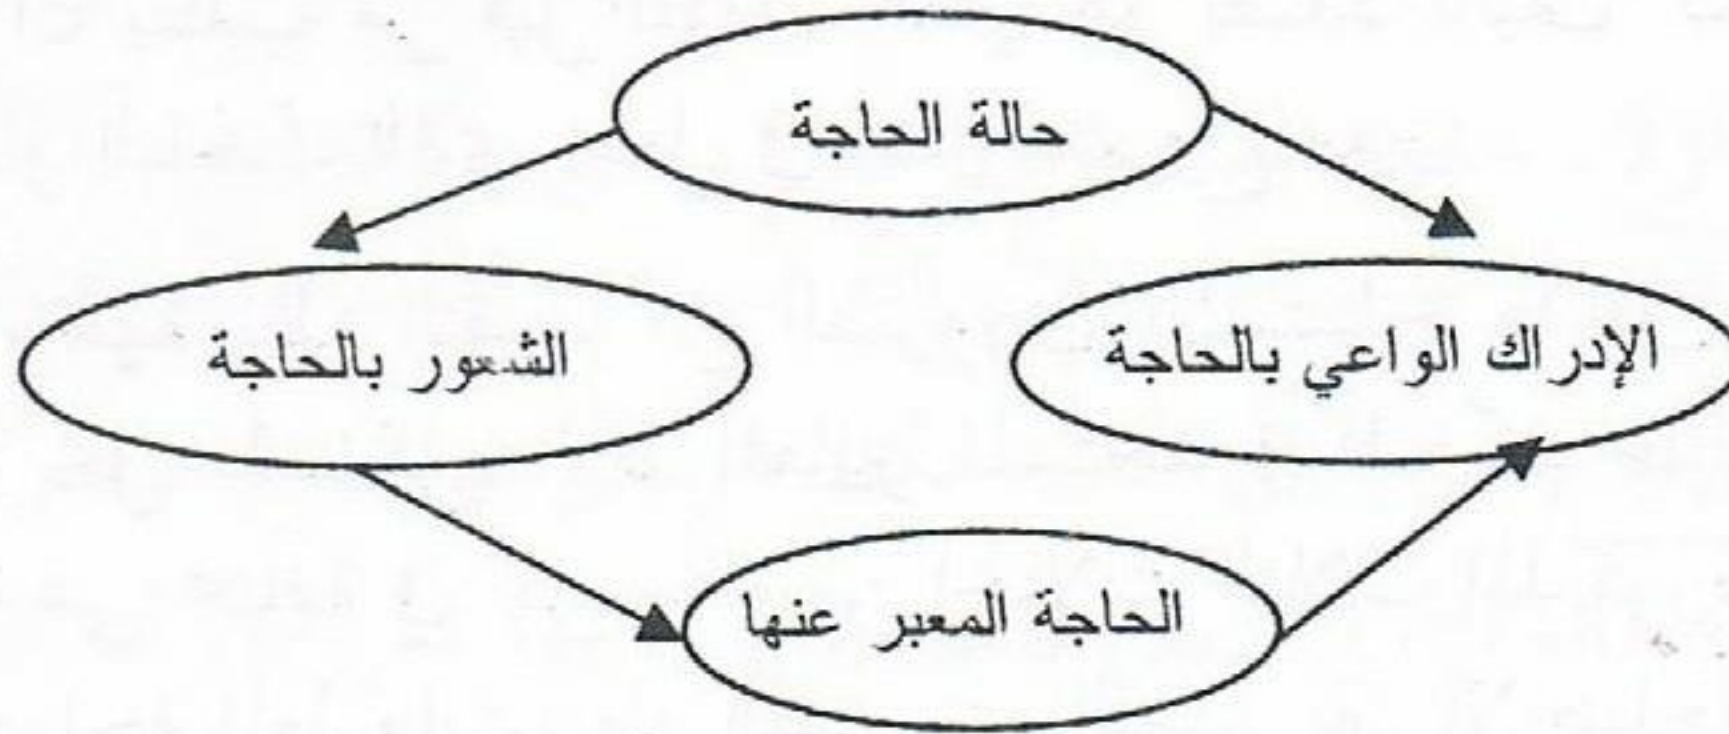 حالة الحاجة
الإدراك الواعي بالحاجة
الشعور بالحاجة
الحاجة المعبر عنها